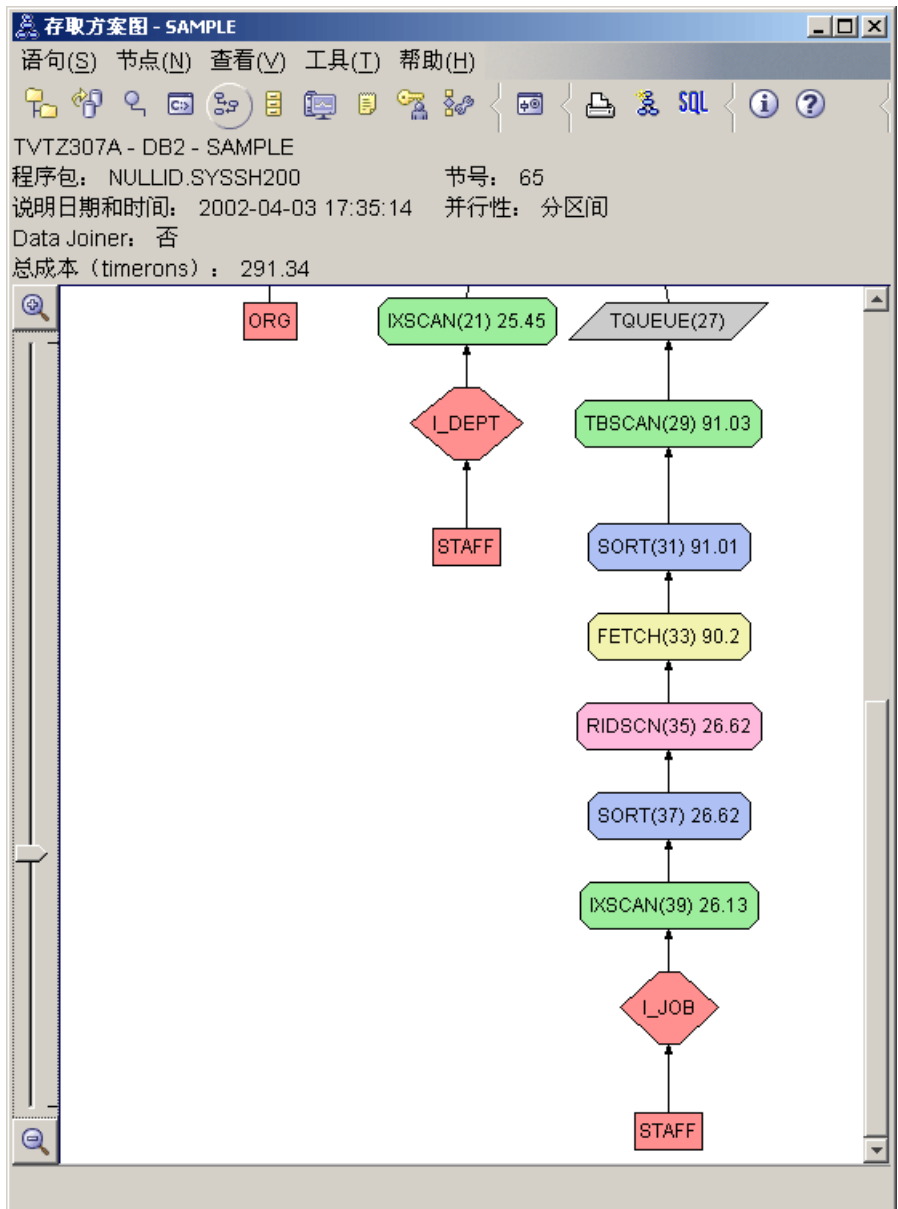 存取方案图 - SAMPLE
语句(S) 节点(N) 查看(V) 工具(T) 帮助(H)
C:> SQL
TVTZ307A - DB2 - SAMPLE
程序包: NULLID.SYSSH200 节号: 65
说明日期和时间: 2002-04-03 17:35:14 并行性: 分区间
Data Joiner: 否
总成本（timerons）: 291.34
ORG IXSCAN(21) 25.45 TQUEUE(27)
I_DEPT TBSCAN(29) 91.03
STAFF SORT(31) 91.01
FETCH(33) 90.2
RIDSCN(35) 26.62
SORT(37) 26.62
IXSCAN(39) 26.13
I_JOB
STAFF